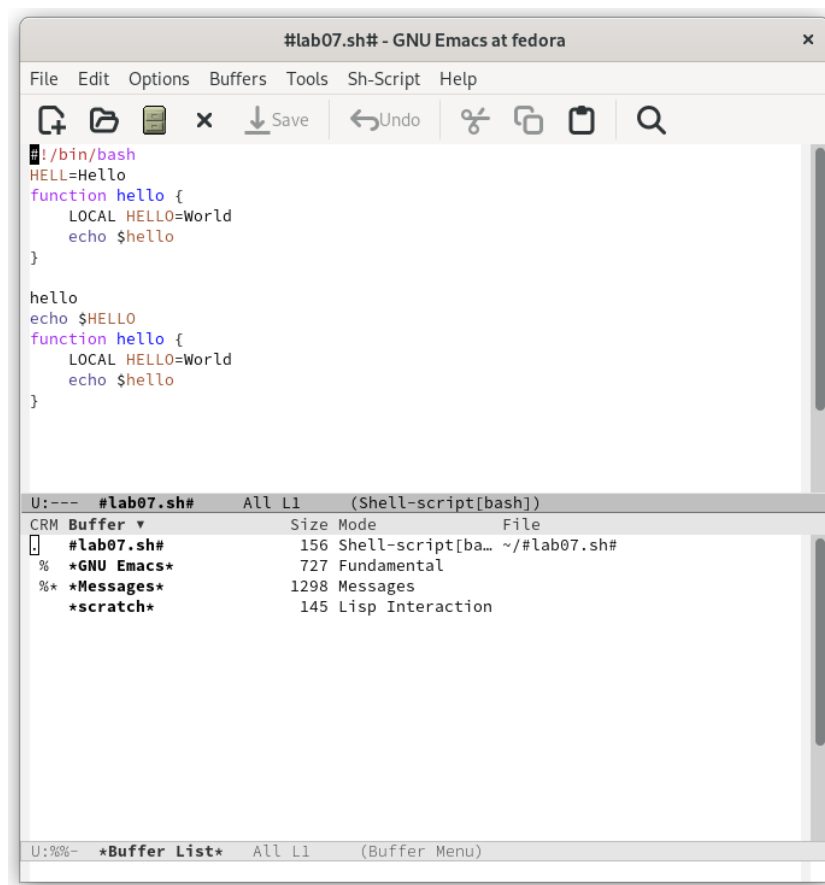 #lab07.sh# - GNU Emacs at fedora ×
File Edit Options Buffers Tools Sh-Script Help
Save Undo
#!/bin/bash
HELL=Hello
function hello {
    LOCAL HELLO=World
    echo $hello
}
hello
echo $HELLO
function hello {
    LOCAL HELLO=World
    echo $hello
}
U:--- #lab07.sh# All L1 (Shell-script[bash])
CRM Buffer ▼ Size Mode File
. #lab07.sh# 156 Shell-script[ba… ~/#lab07.sh#
% *GNU Emacs* 727 Fundamental
%* *Messages* 1298 Messages
*scratch* 145 Lisp Interaction
U:%%- *Buffer List* All L1 (Buffer Menu)